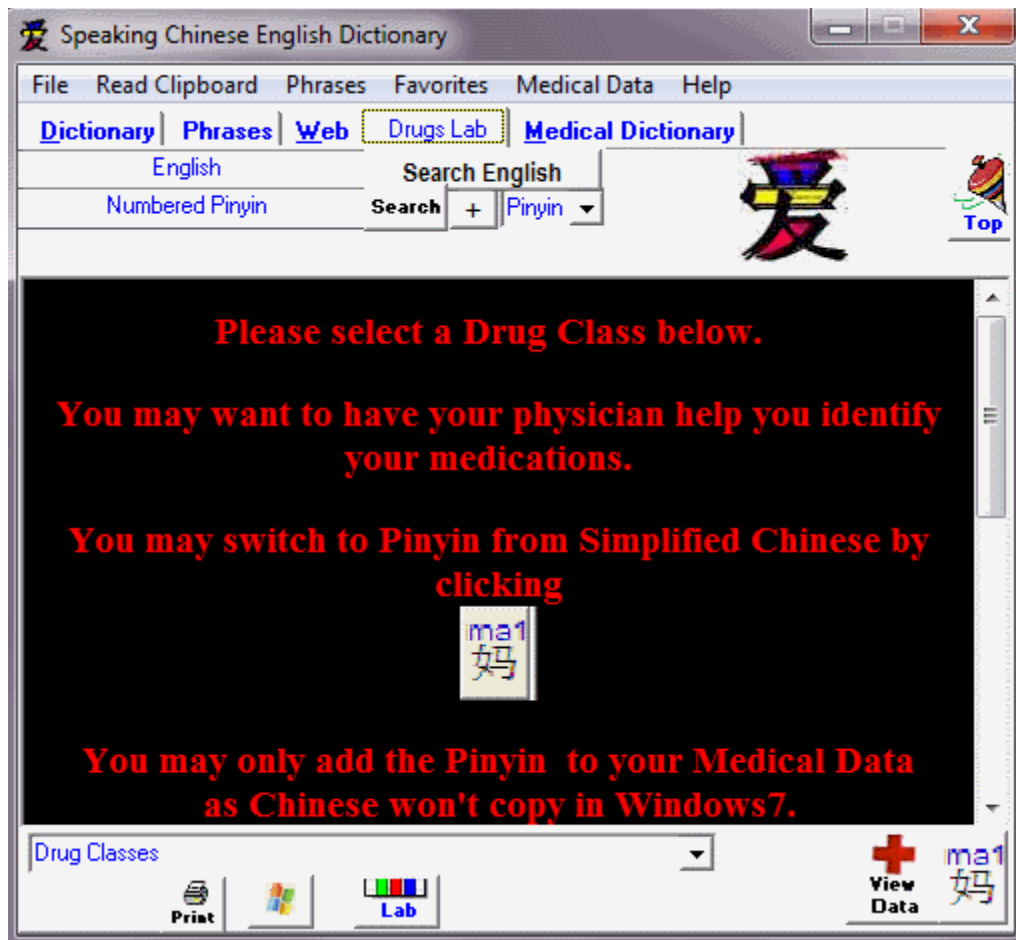 爱 Speaking Chinese English Dictionary
File Read Clipboard Phrases Favorites Medical Data Help
Dictionary Phrases Web Drugs Lab Medical Dictionary
English
Search English
Numbered Pinyin
Search + Pinyin
爱
Top
Please select a Drug Class below.
You may want to have your physician help you identify
your medications.
You may switch to Pinyin from Simplified Chinese by
clicking
ma1
妈
You may only add the Pinyin to your Medical Data
as Chinese won't copy in Windows7.
Drug Classes
Print
Lab
View
Data
ma1
妈